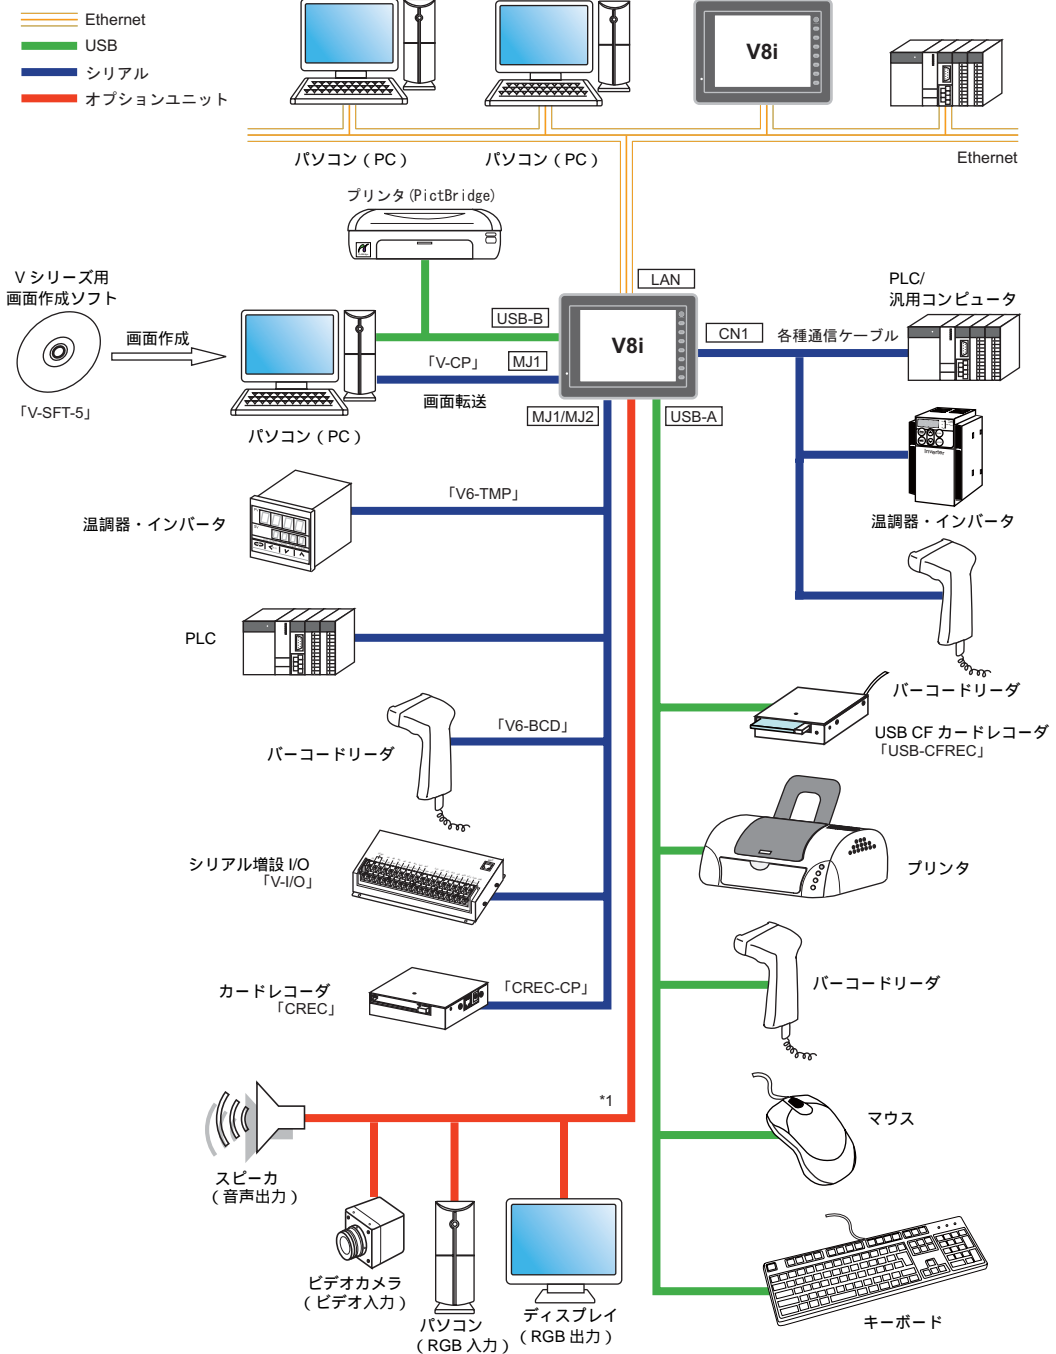 Ethernet
USB
シリアル
オプションユニット
V8i
パソコン（PC）
パソコン（PC）
Ethernet
プリンタ(PictBridge)
LAN
Vシリーズ用
画面作成ソフト
画面作成
「V-SFT-5」
USB-B
「V-CP」
MJ1
画面転送
パソコン（PC）
V8i
CN1
各種通信ケーブル
PLC/
汎用コンピュータ
MJ1/MJ2
USB-A
温調器・インバータ
「V6-TMP」
Inverter
温調器・インバータ
PLC
バーコードリーダ
「V6-BCD」
バーコードリーダ
USB CF カードレコーダ
「USB-CFREC」
シリアル増設 I/O
「V-I/O」
プリンタ
カードレコーダ
「CREC」
「CREC-CP」
バーコードリーダ
*1
マウス
スピーカ
（音声出力）
ビデオカメラ
（ビデオ入力）
パソコン
（RGB 入力）
ディスプレイ
（RGB 出力）
キーボード